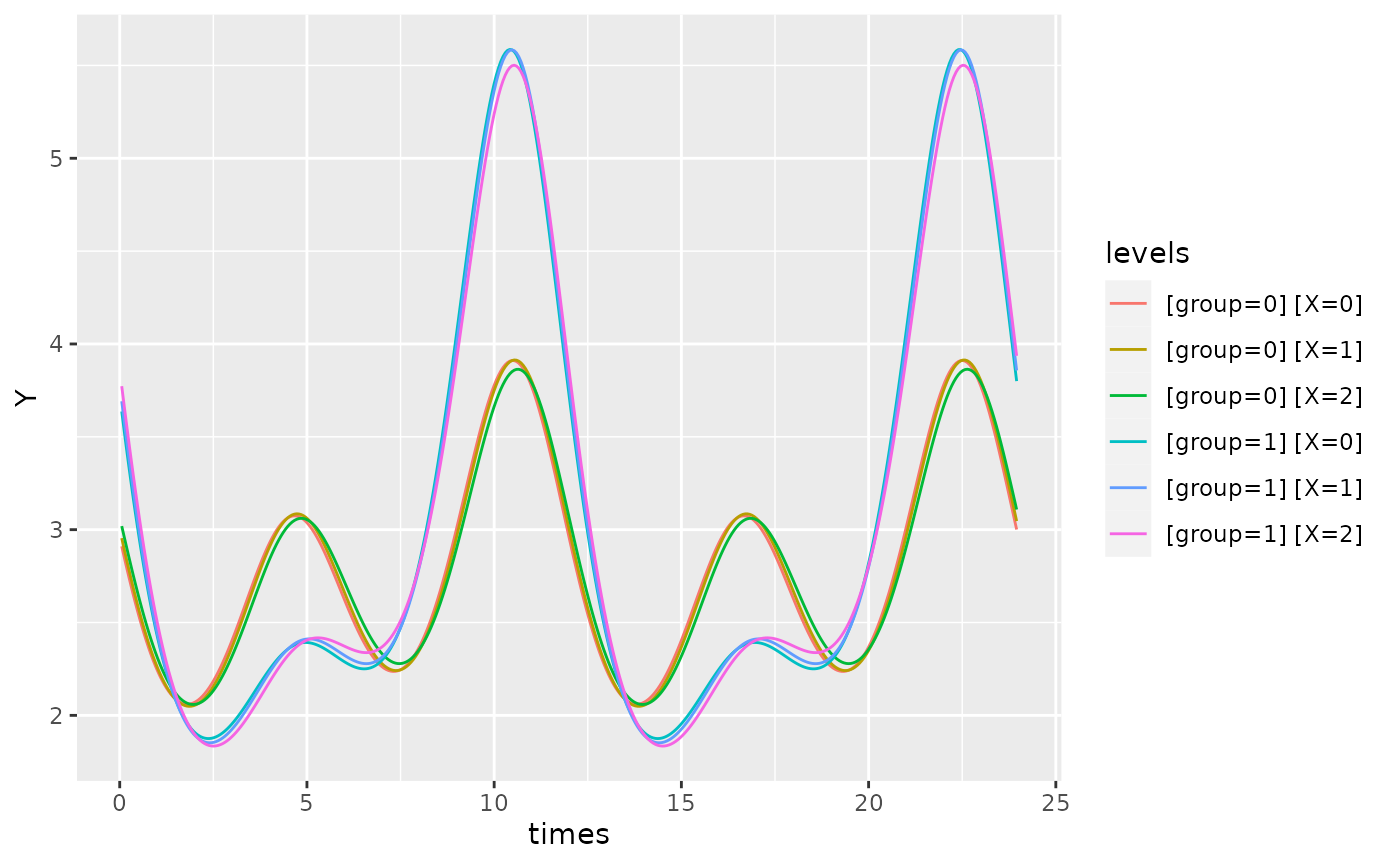 5
4
3
2
Y
0
5
10
15
20
25
times
levels
[group=0] [X=0]
[group=0] [X=1]
[group=0] [X=2]
[group=1] [X=0]
[group=1] [X=1]
[group=1] [X=2]